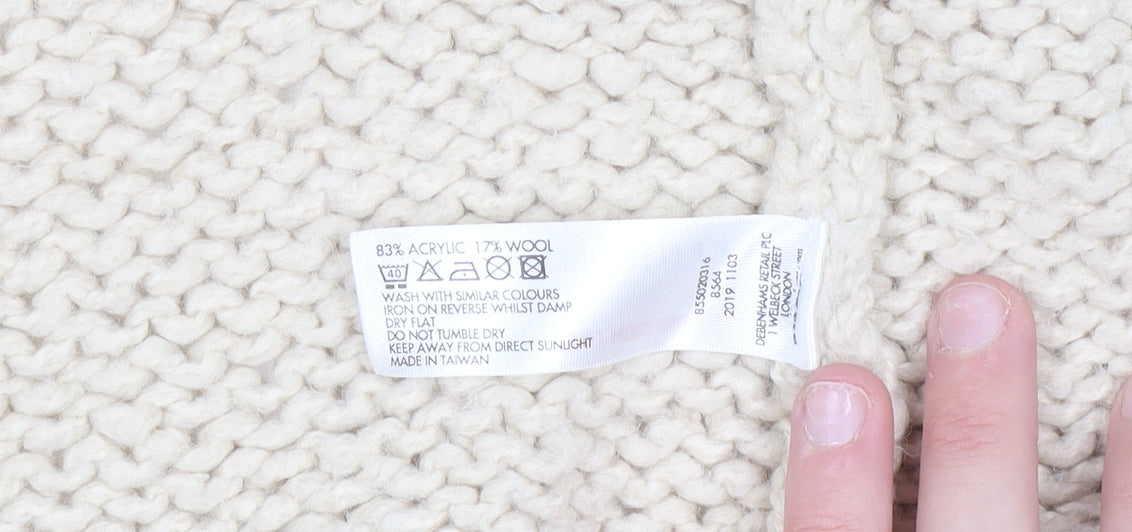 83% ACRYLIC 17% WOOL
40
WASH WITH SIMILAR COLOURS
IRON ON REVERSE WHILST DAMP
DRY FLAT
DO NOT TUMBLE DRY
KEEP AWAY FROM DIRECT SUNLIGHT
MADE IN TAIWAN
855020316
8564
2019 1103
DEBENHAMS RETAIL PLC
1 WELBECK STREET
LONDON